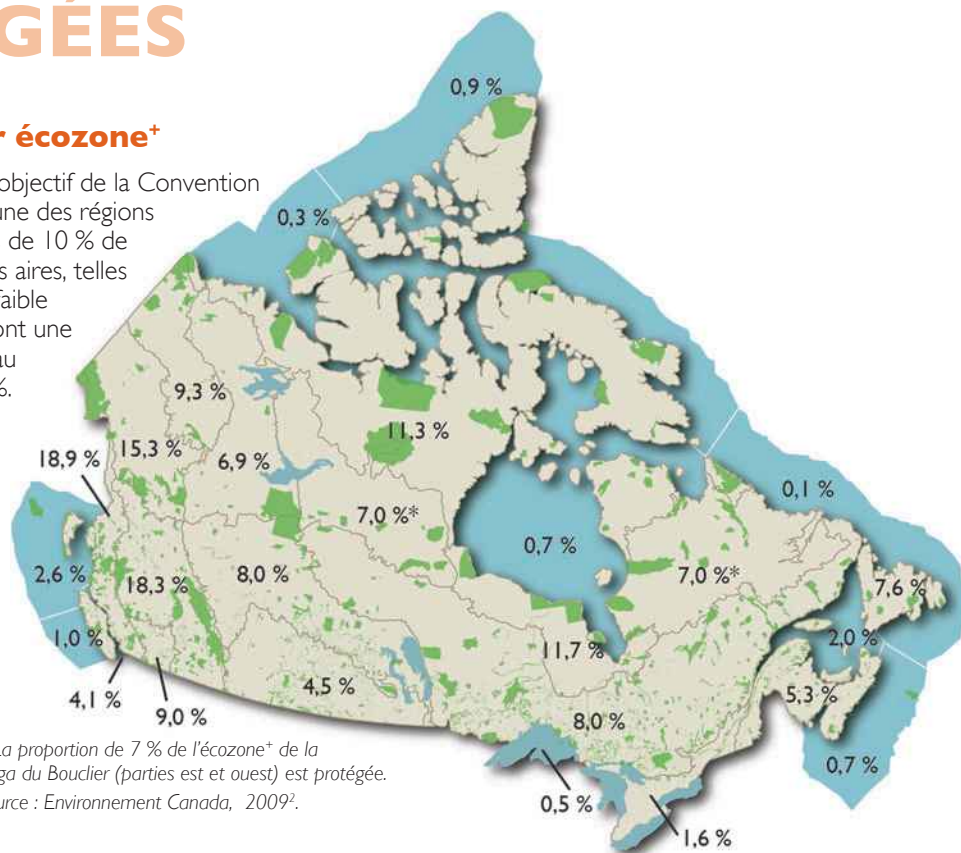 GÉES
r écozone⁺
objectif de la Convention
une des régions
de 10 % de
s aires, telles
faible
ont une
au
%.
0,9 %
0,3 %
9,3 %
11,3 %
15,3 %
18,9 %
6,9 %
0,1 %
7,0 %*
0,7 %
2,6 %
18,3 %
8,0 %
7,0 %*
7,6 %
1,0 %
2,0 %
11,7 %
4,1 %
4,5 %
5,3 %
9,0 %
8,0 %
0,7 %
0,5 %
1,6 %
La proportion de 7 % de l'écozone⁺ de la
ga du Bouclier (parties est et ouest) est protégée.
ource : Environnement Canada, 2009².